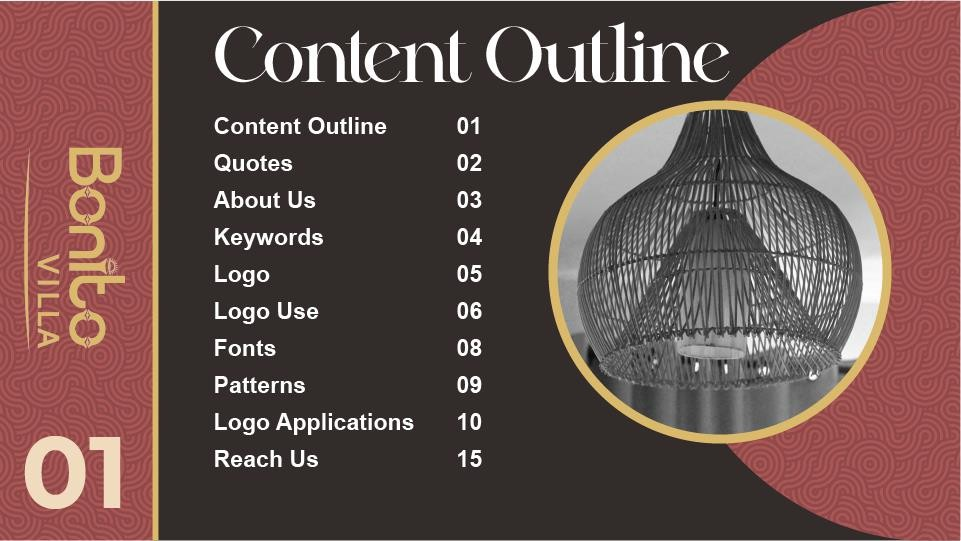 Content Outline
Content Outline 01
Quotes 02
About Us 03
Keywords 04
Logo 05
Logo Use 06
Fonts 08
Patterns 09
Logo Applications 10
Reach Us 15
Bonito
VILLA
01